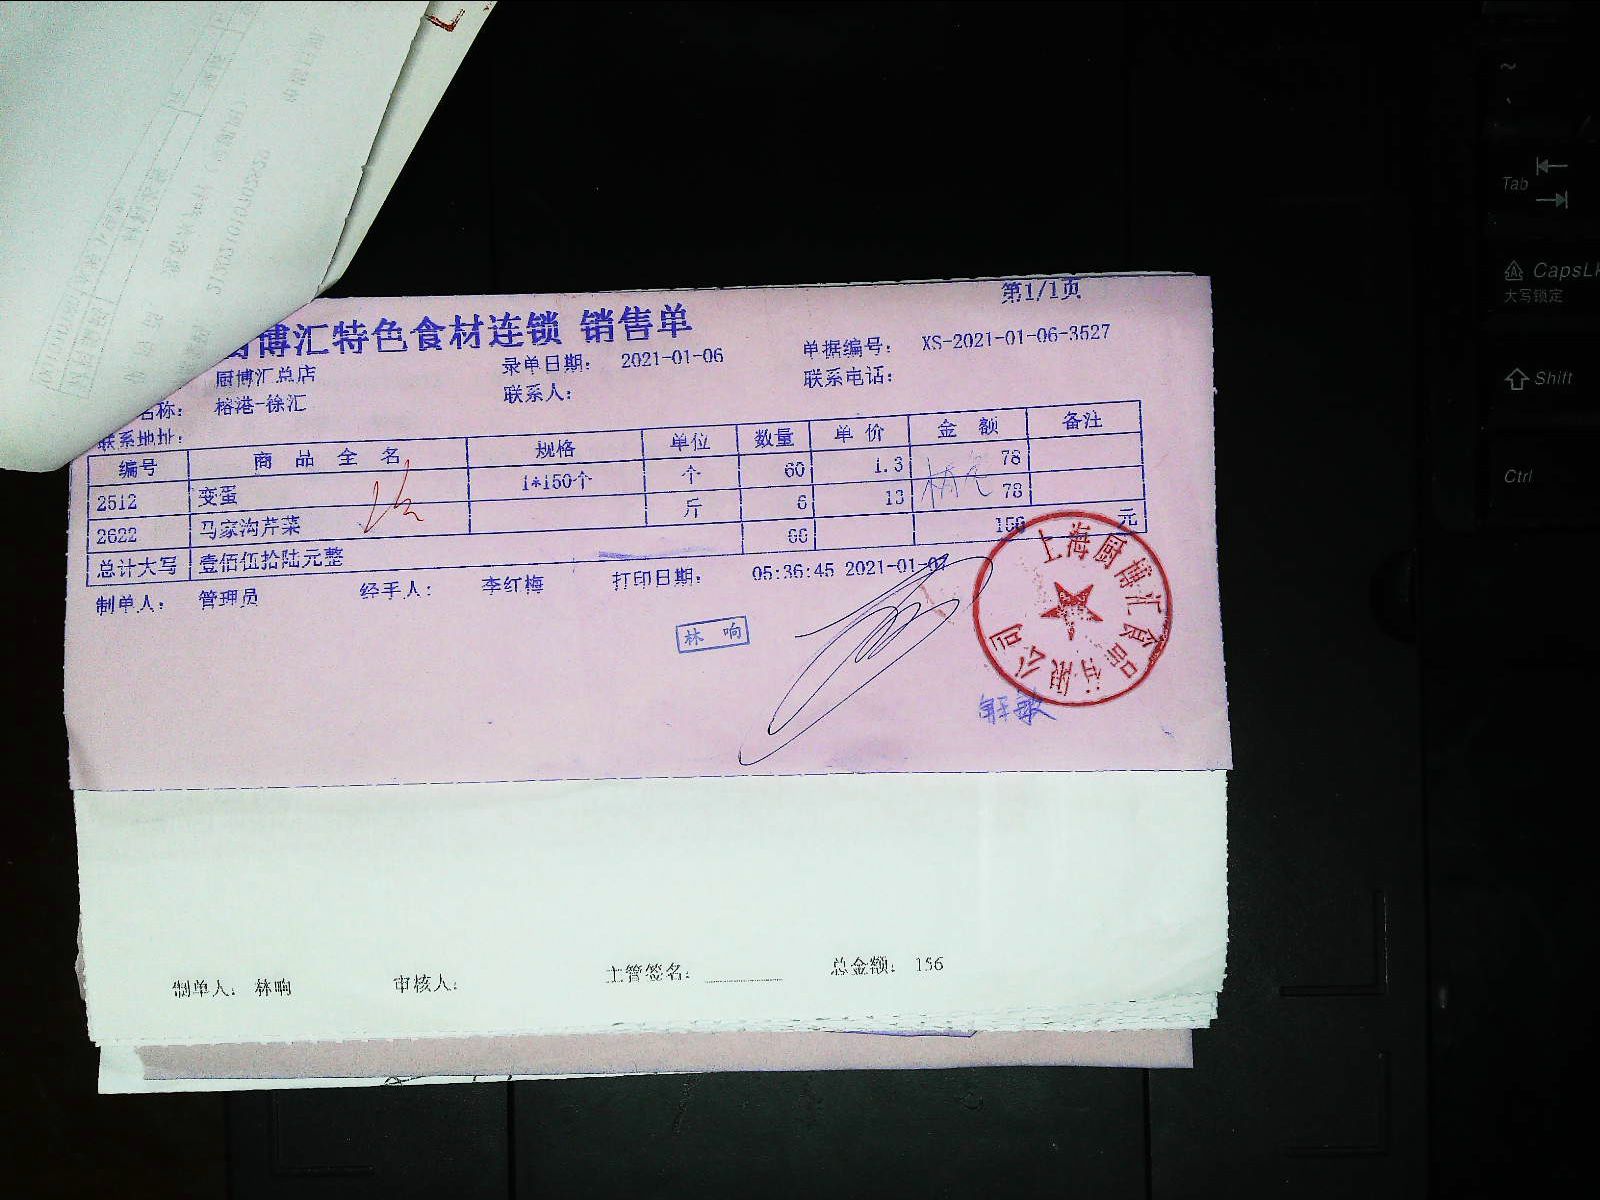 第1/1页
博汇特色食材连锁 销售单
厨博汇总店 录单日期: 2021-01-06 单据编号: XS-2021-01-06-3527
名称: 榕港-徐汇 联系人: 联系电话:
联系地址:
编号 商品全名 规格 单位 数量 单价 金额 备注
2512 变蛋 1*150个 个 60 1.3 78
2622 马家沟芹菜 斤 6 13 78
总计大写 壹佰伍拾陆元整 66 156 元
制单人: 管理员 经手人: 李红梅 打印日期: 05:36:45 2021-01-07
林响
上海厨博汇食品有限公司
制单人: 林响 审核人: 主管签名: 总金额: 156
Tab
CapsLk
大写锁定
Shift
Ctrl